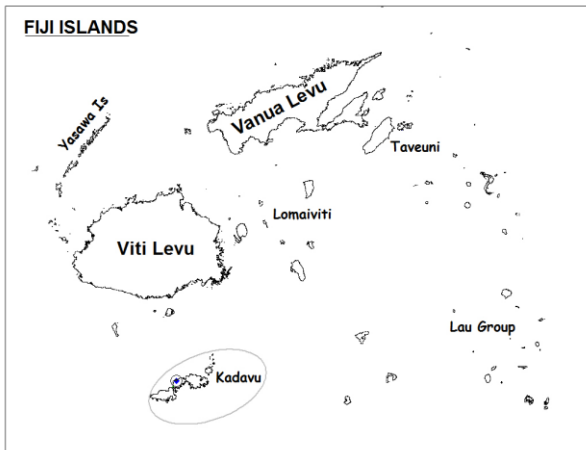 FIJI ISLANDS
Yasawa Is
Vanua Levu
Taveuni
Lomaiviti
Viti Levu
Lau Group
Kadavu